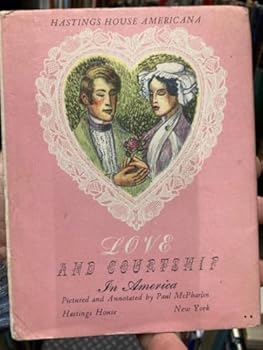 HASTINGS HOUSE AMERICANA
LOVE
AND COURTSHIP
In America
Pictured and Annotated by Paul McPharlin
Hastings House New York